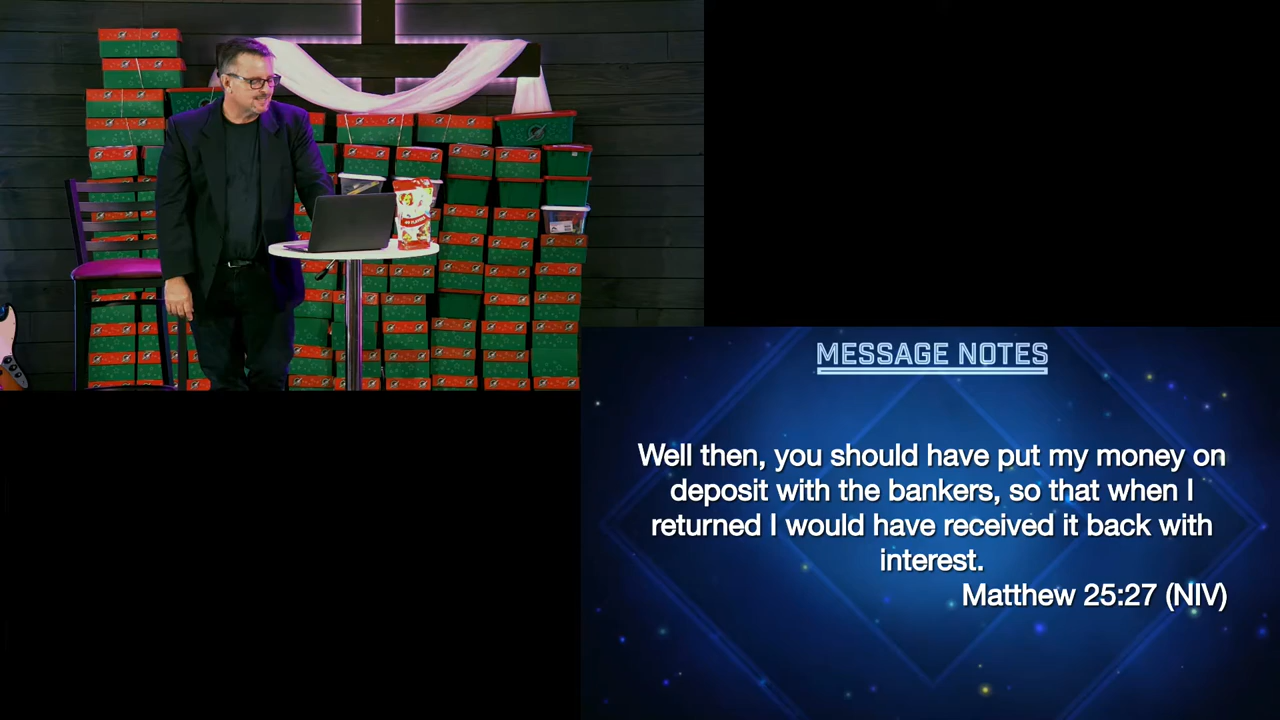 MESSAGE NOTES
Well then, you should have put my money on
deposit with the bankers, so that when I
returned I would have received it back with
interest.
Matthew 25:27 (NIV)